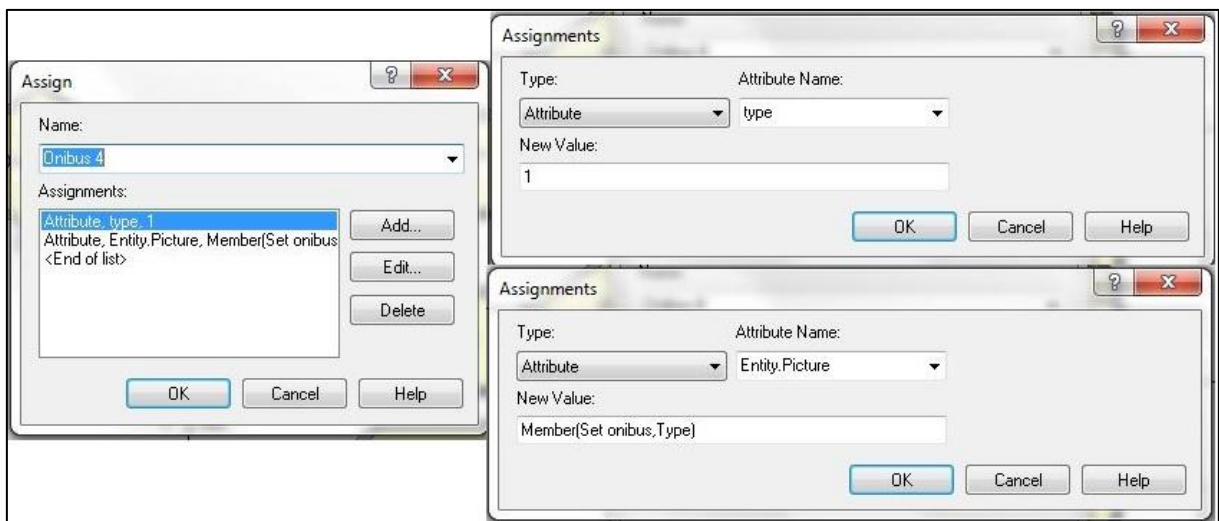 Assign
Name:
Onibus 4
Assignments:
Attribute, type, 1
Attribute, Entity.Picture, Member(Set onibus
<End of list>
Add...
Edit...
Delete
OK Cancel Help
Assignments
Type: Attribute Name:
Attribute type
New Value:
1
OK Cancel Help
Assignments
Type: Attribute Name:
Attribute Entity.Picture
New Value:
Member(Set onibus,Type)
OK Cancel Help